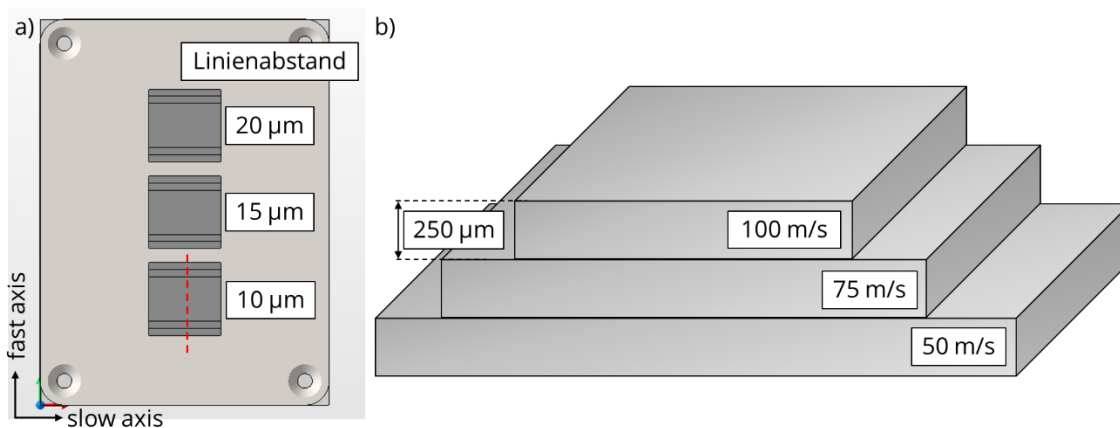 a)
Linienabstand
20 µm
15 µm
10 µm
fast axis
slow axis
b)
250 µm
100 m/s
75 m/s
50 m/s